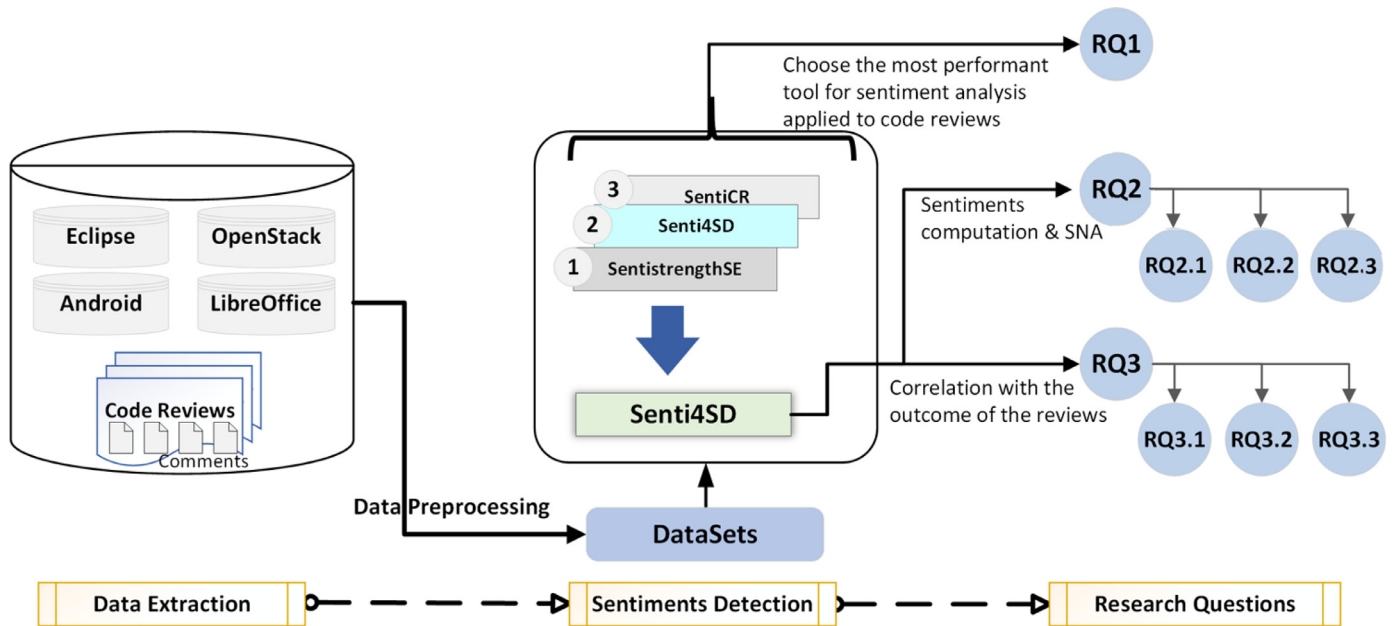 RQ1
Choose the most performant
tool for sentiment analysis
applied to code reviews
3
SentiCR
2
Senti4SD
1
SentistrengthSE
Senti4SD
Eclipse
OpenStack
Android
LibreOffice
Code Reviews
Comments
Data Preprocessing
DataSets
RQ2
Sentiments
computation & SNA
RQ2.1
RQ2.2
RQ2.3
RQ3
Correlation with the
outcome of the reviews
RQ3.1
RQ3.2
RQ3.3
Data Extraction
Sentiments Detection
Research Questions